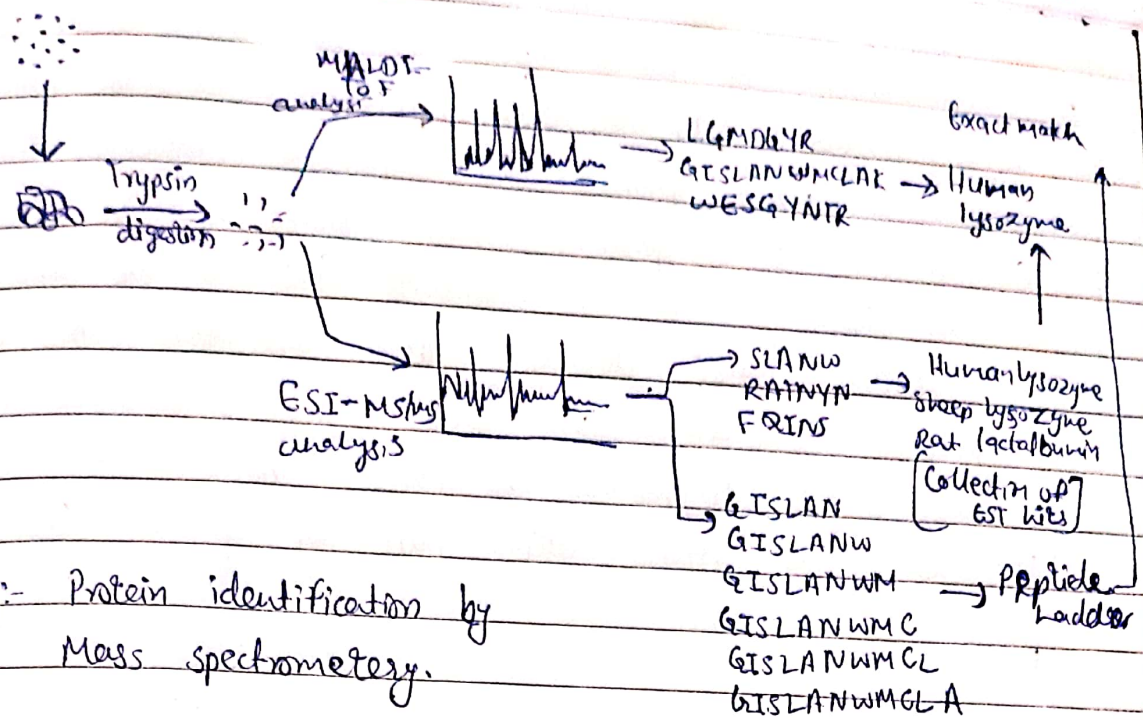 MALDI-
TOF
analysis
Trypsin
digestion
LGMDGYR
GISLANWMCLAK → Human
WESGYNTR
lysozyme
Exact match
ESI-MS/MS
analysis
SLANW
RAINYN →
FQINS
Human lysozyme
sheep lysozyme
Rat lactalbumin
[Collectin of
EST hits]
GISLAN
GISLANW
GISLANWM → Peptide
Ladder
GISLANWMC
GISLANWMCL
GISLANWMCLA
:- Protein identification by
Mass spectrometery.